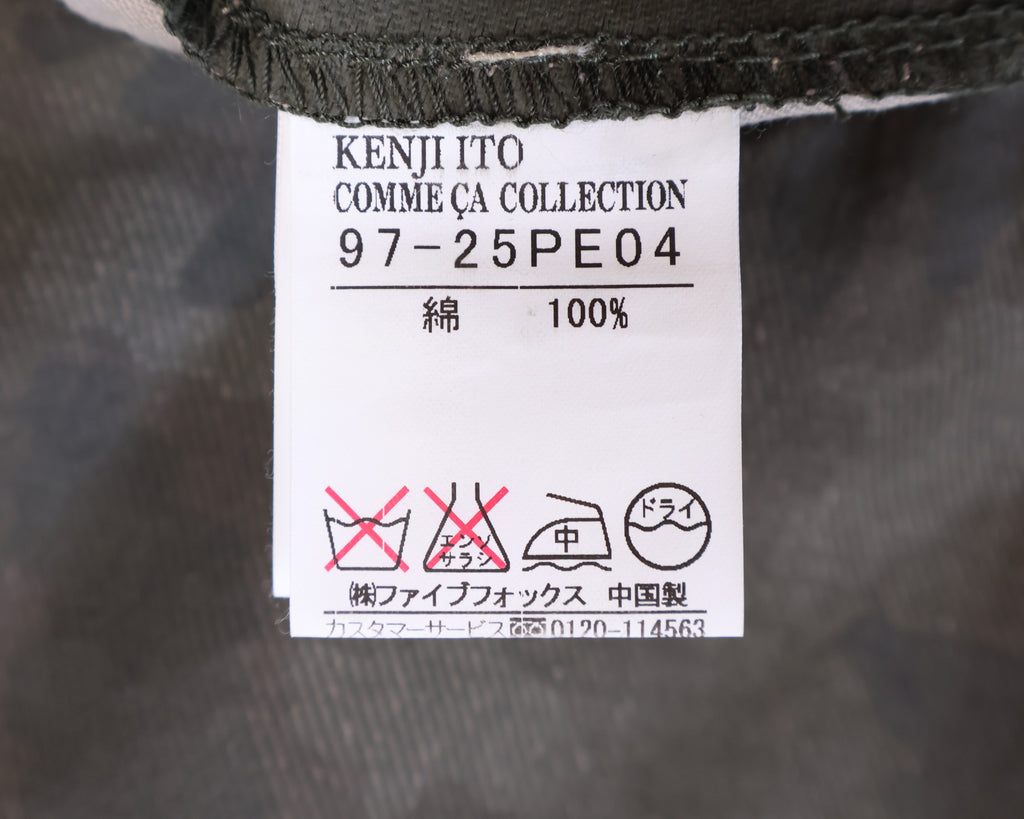 KENJI ITO
COMME ÇA COLLECTION
97-25PE04
綿 100%
エンソ
サラシ
中
ドライ
㈱ファイブフォックス 中国製
カスタマーサービス 0120-114563